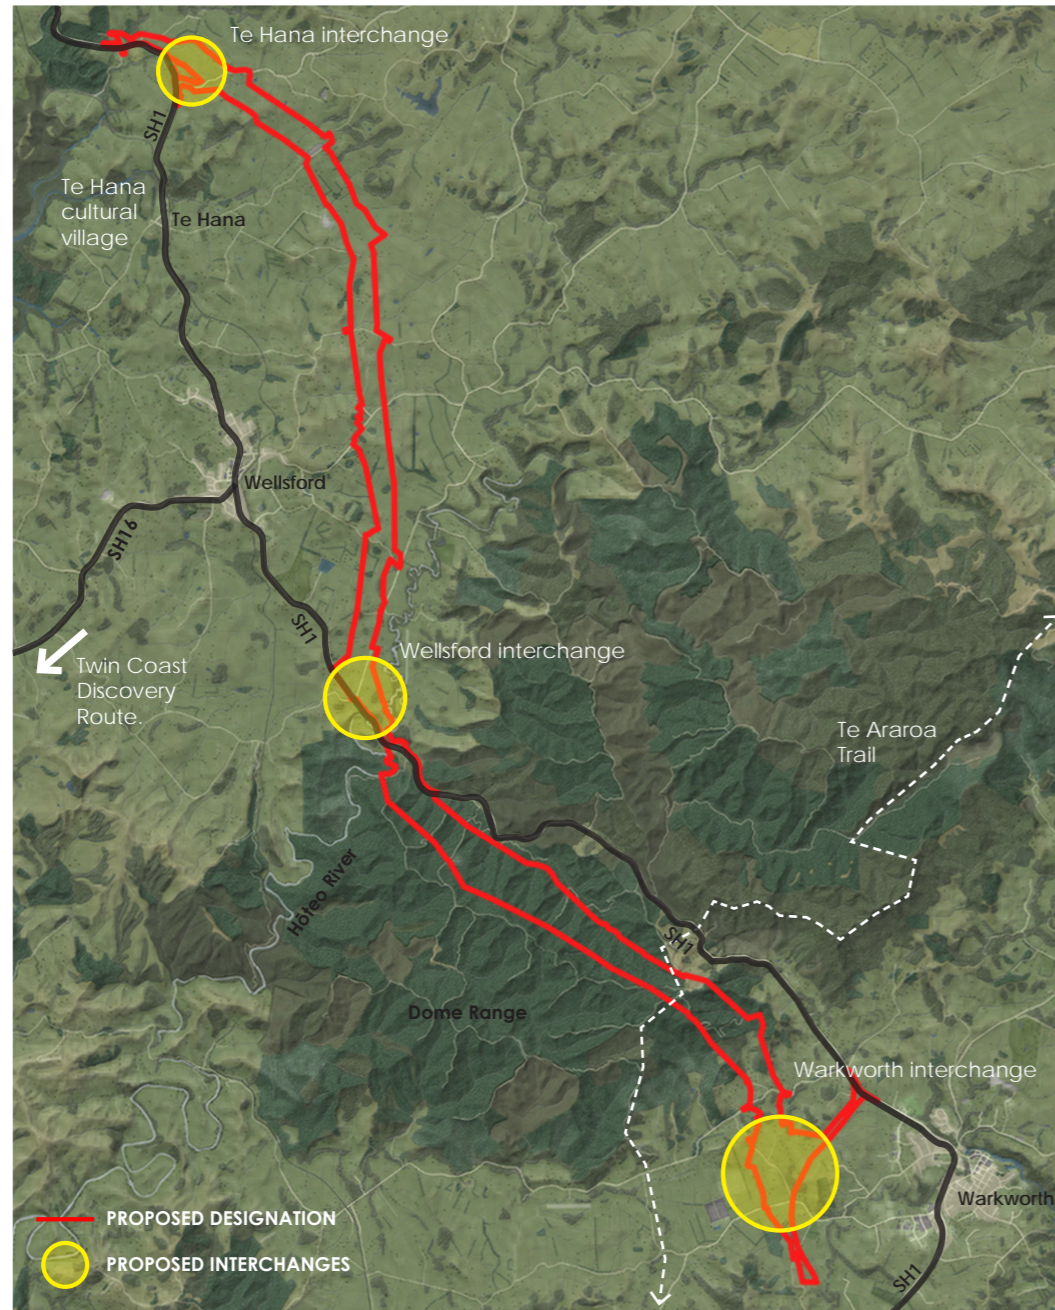 Te Hana interchange
SH1
Te Hana
cultural
village
Te Hana
Wellsford
SH16
SH1
Wellsford interchange
Twin Coast
Discovery
Route.
Te Araroa
Trail
Hōteo River
SH1
Dome Range
Warkworth interchange
Warkworth
PROPOSED DESIGNATION
PROPOSED INTERCHANGES
SH1